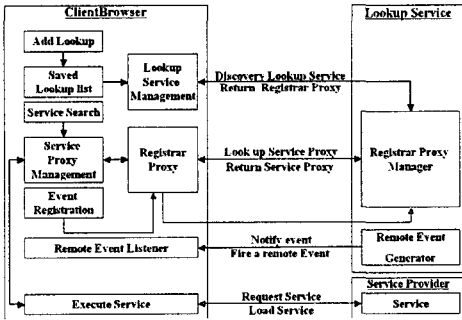 ClientBrowser
Lookup Service
Add Lookup
Saved
Lookup list
Lookup
Service
Management
Discovery Lookup Service
Return Registrar Proxy
Service Search
Service
Proxy
Management
Registrar
Proxy
Look up Service Proxy
Return Service Proxy
Registrar Proxy
Manager
Event
Registration
Remote Event Listener
Notify event
Fire a remote Event
Remote Event
Generator
Service Provider
Execute Service
Request Service
Load Service
Service